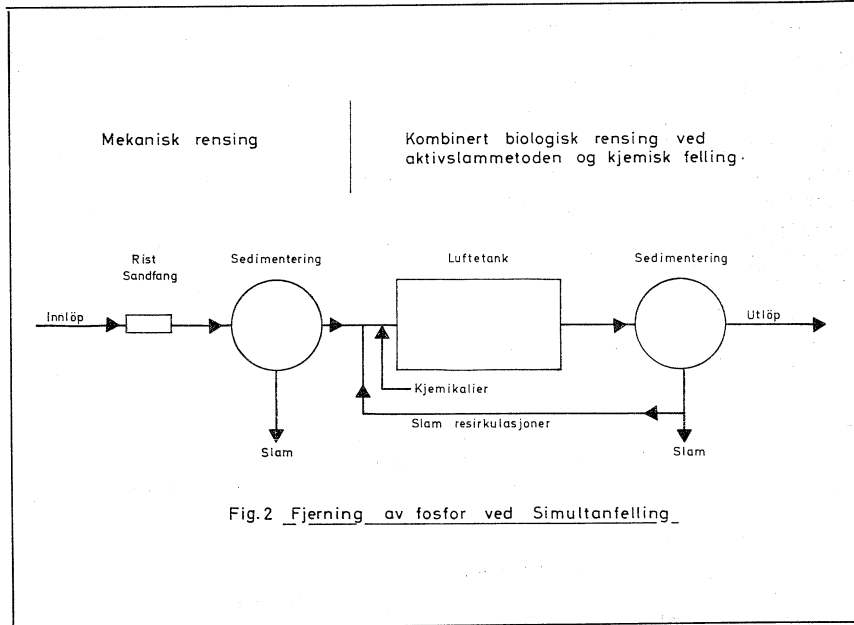 Mekanisk rensing
Kombinert biologisk rensing ved
aktivslammetoden og kjemisk felling.
Rist
Sandfang
Sedimentering
Luftetank
Sedimentering
Innlöp
Utlöp
Kjemikalier
Slam resirkulasjoner
Slam
Slam
Fig. 2 Fjerning av fosfor ved Simultanfelling